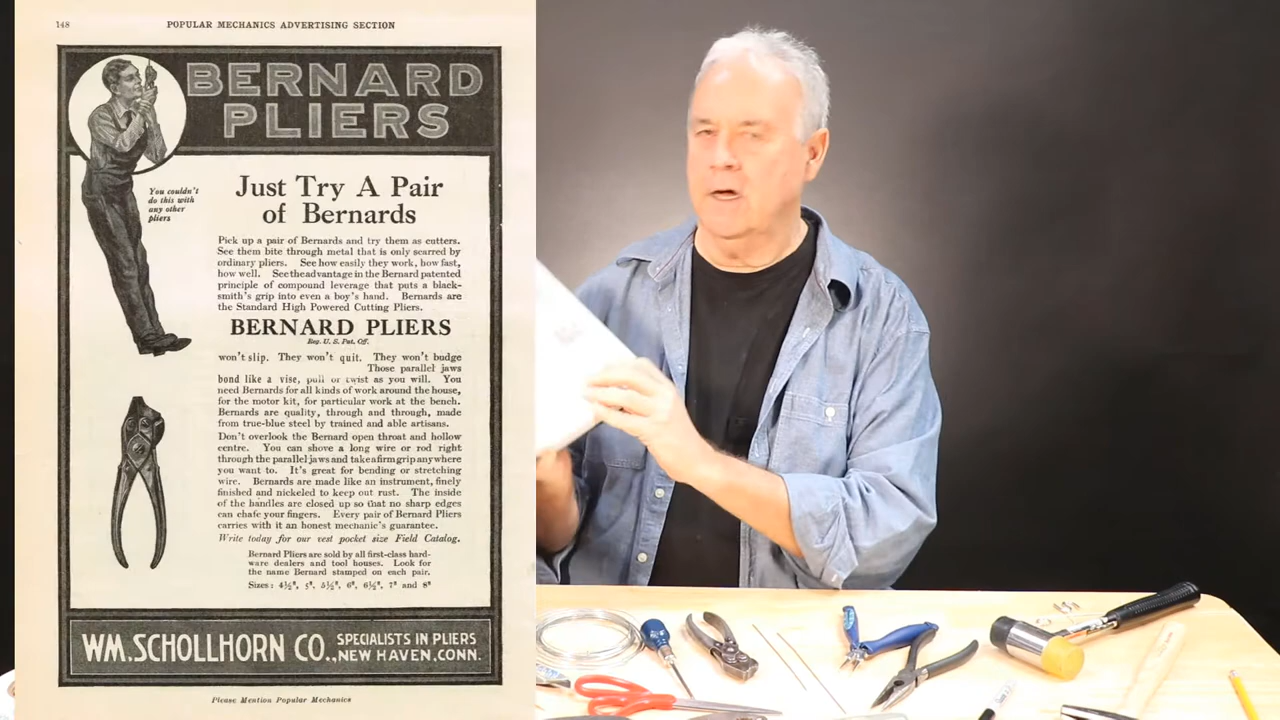 148
POPULAR MECHANICS ADVERTISING SECTION
BERNARD
PLIERS
You couldn't
do this with
any other
pliers
Just Try A Pair
of Bernards
Pick up a pair of Bernards and try them as cutters.
See them bite through metal that is only scarred by
ordinary pliers. See how easily they work, how fast,
how well. See the advantage in the Bernard patented
principle of compound leverage that puts a black-
smith's grip into even a boy's hand. Bernards are
the Standard High Powered Cutting Pliers.
BERNARD PLIERS
Reg. U. S. Pat. Off.
won't slip. They won't quit. They won't budge
Those parallel jaws
bond like a vise, pull or twist as you will. You
need Bernards for all kinds of work around the house,
for the motor kit, for particular work at the bench.
Bernards are quality, through and through, made
from true-blue steel by trained and able artisans.
Don't overlook the Bernard open throat and hollow
centre. You can shove a long wire or rod right
through the parallel jaws and take a firm grip anywhere
you want to. It's great for bending or stretching
wire. Bernards are made like an instrument, finely
finished and nickeled to keep out rust. The inside
of the handles are closed up so that no sharp edges
can chafe your fingers. Every pair of Bernard Pliers
carries with it an honest mechanic's guarantee.
Write today for our vest pocket size Field Catalog.
Bernard Pliers are sold by all first-class hard-
ware dealers and tool houses. Look for
the name Bernard stamped on each pair.
Sizes: 4½", 5", 5½", 6", 6½", 7" and 8"
WM. SCHOLLHORN CO., SPECIALISTS IN PLIERS
NEW HAVEN, CONN.
Please Mention Popular Mechanics